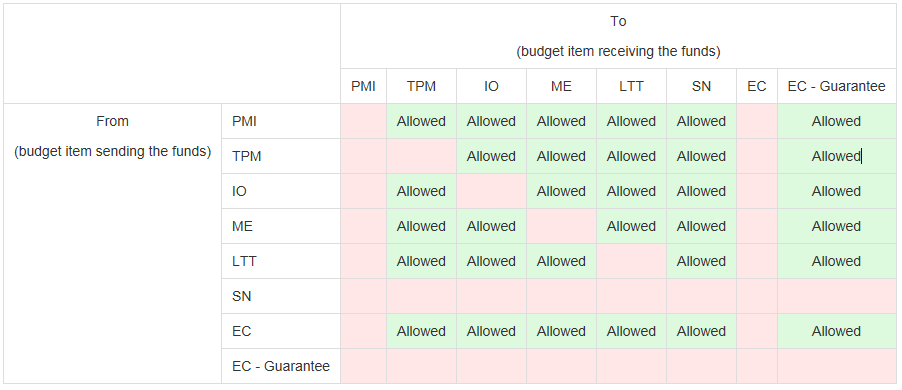 To
(budget item receiving the funds)
PMI TPM IO ME LTT SN EC EC - Guarantee
From
(budget item sending the funds)
PMI Allowed Allowed Allowed Allowed Allowed Allowed
TPM Allowed Allowed Allowed Allowed Allowed
IO Allowed Allowed Allowed Allowed Allowed
ME Allowed Allowed Allowed Allowed Allowed
LTT Allowed Allowed Allowed Allowed Allowed
SN
EC Allowed Allowed Allowed Allowed Allowed Allowed
EC - Guarantee